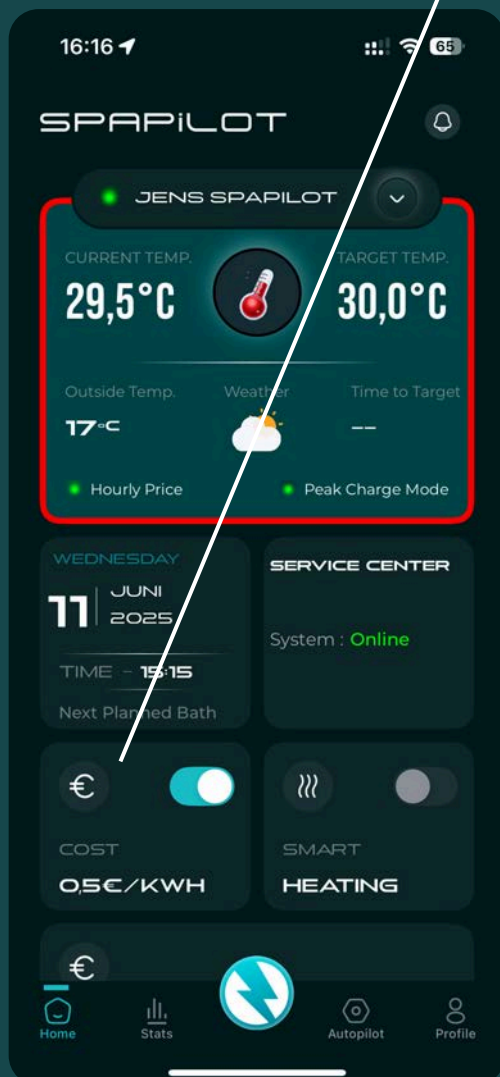 16:16
65
SPAPiLOT
JENS SPAPILOT
CURRENT TEMP.
TARGET TEMP.
29,5°C
30,0°C
Outside Temp.
Weather
Time to Target
17°C
--
Hourly Price
Peak Charge Mode
WEDNESDAY
11
JUNI
2025
TIME - 15:15
Next Planned Bath
SERVICE CENTER
System : Online
€
COST
0,5€/KWH
SMART
HEATING
€
Home
Stats
Autopilot
Profile